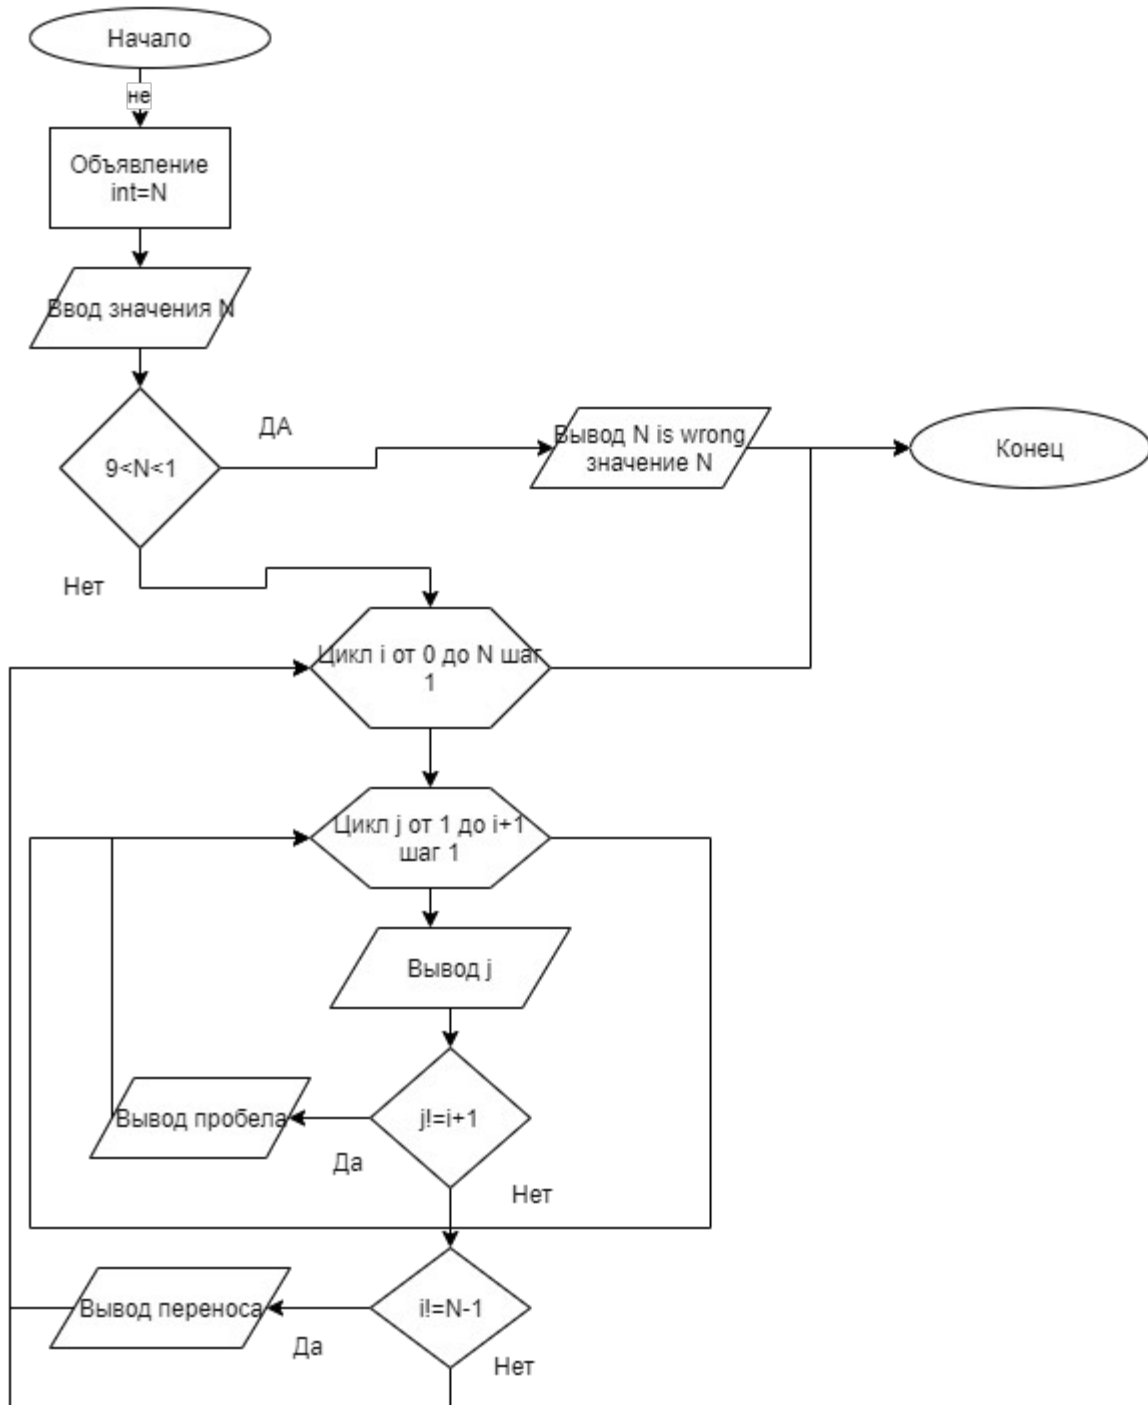 Начало
не
Объявление
int=N
Ввод значения N
9<N<1
ДА
Вывод N is wrong
значение N
Конец
Нет
Цикл i от 0 до N шаг
1
Цикл j от 1 до i+1
шаг 1
Вывод j
j!=i+1
Вывод пробела
Да
Нет
i!=N-1
Вывод переноса
Да
Нет